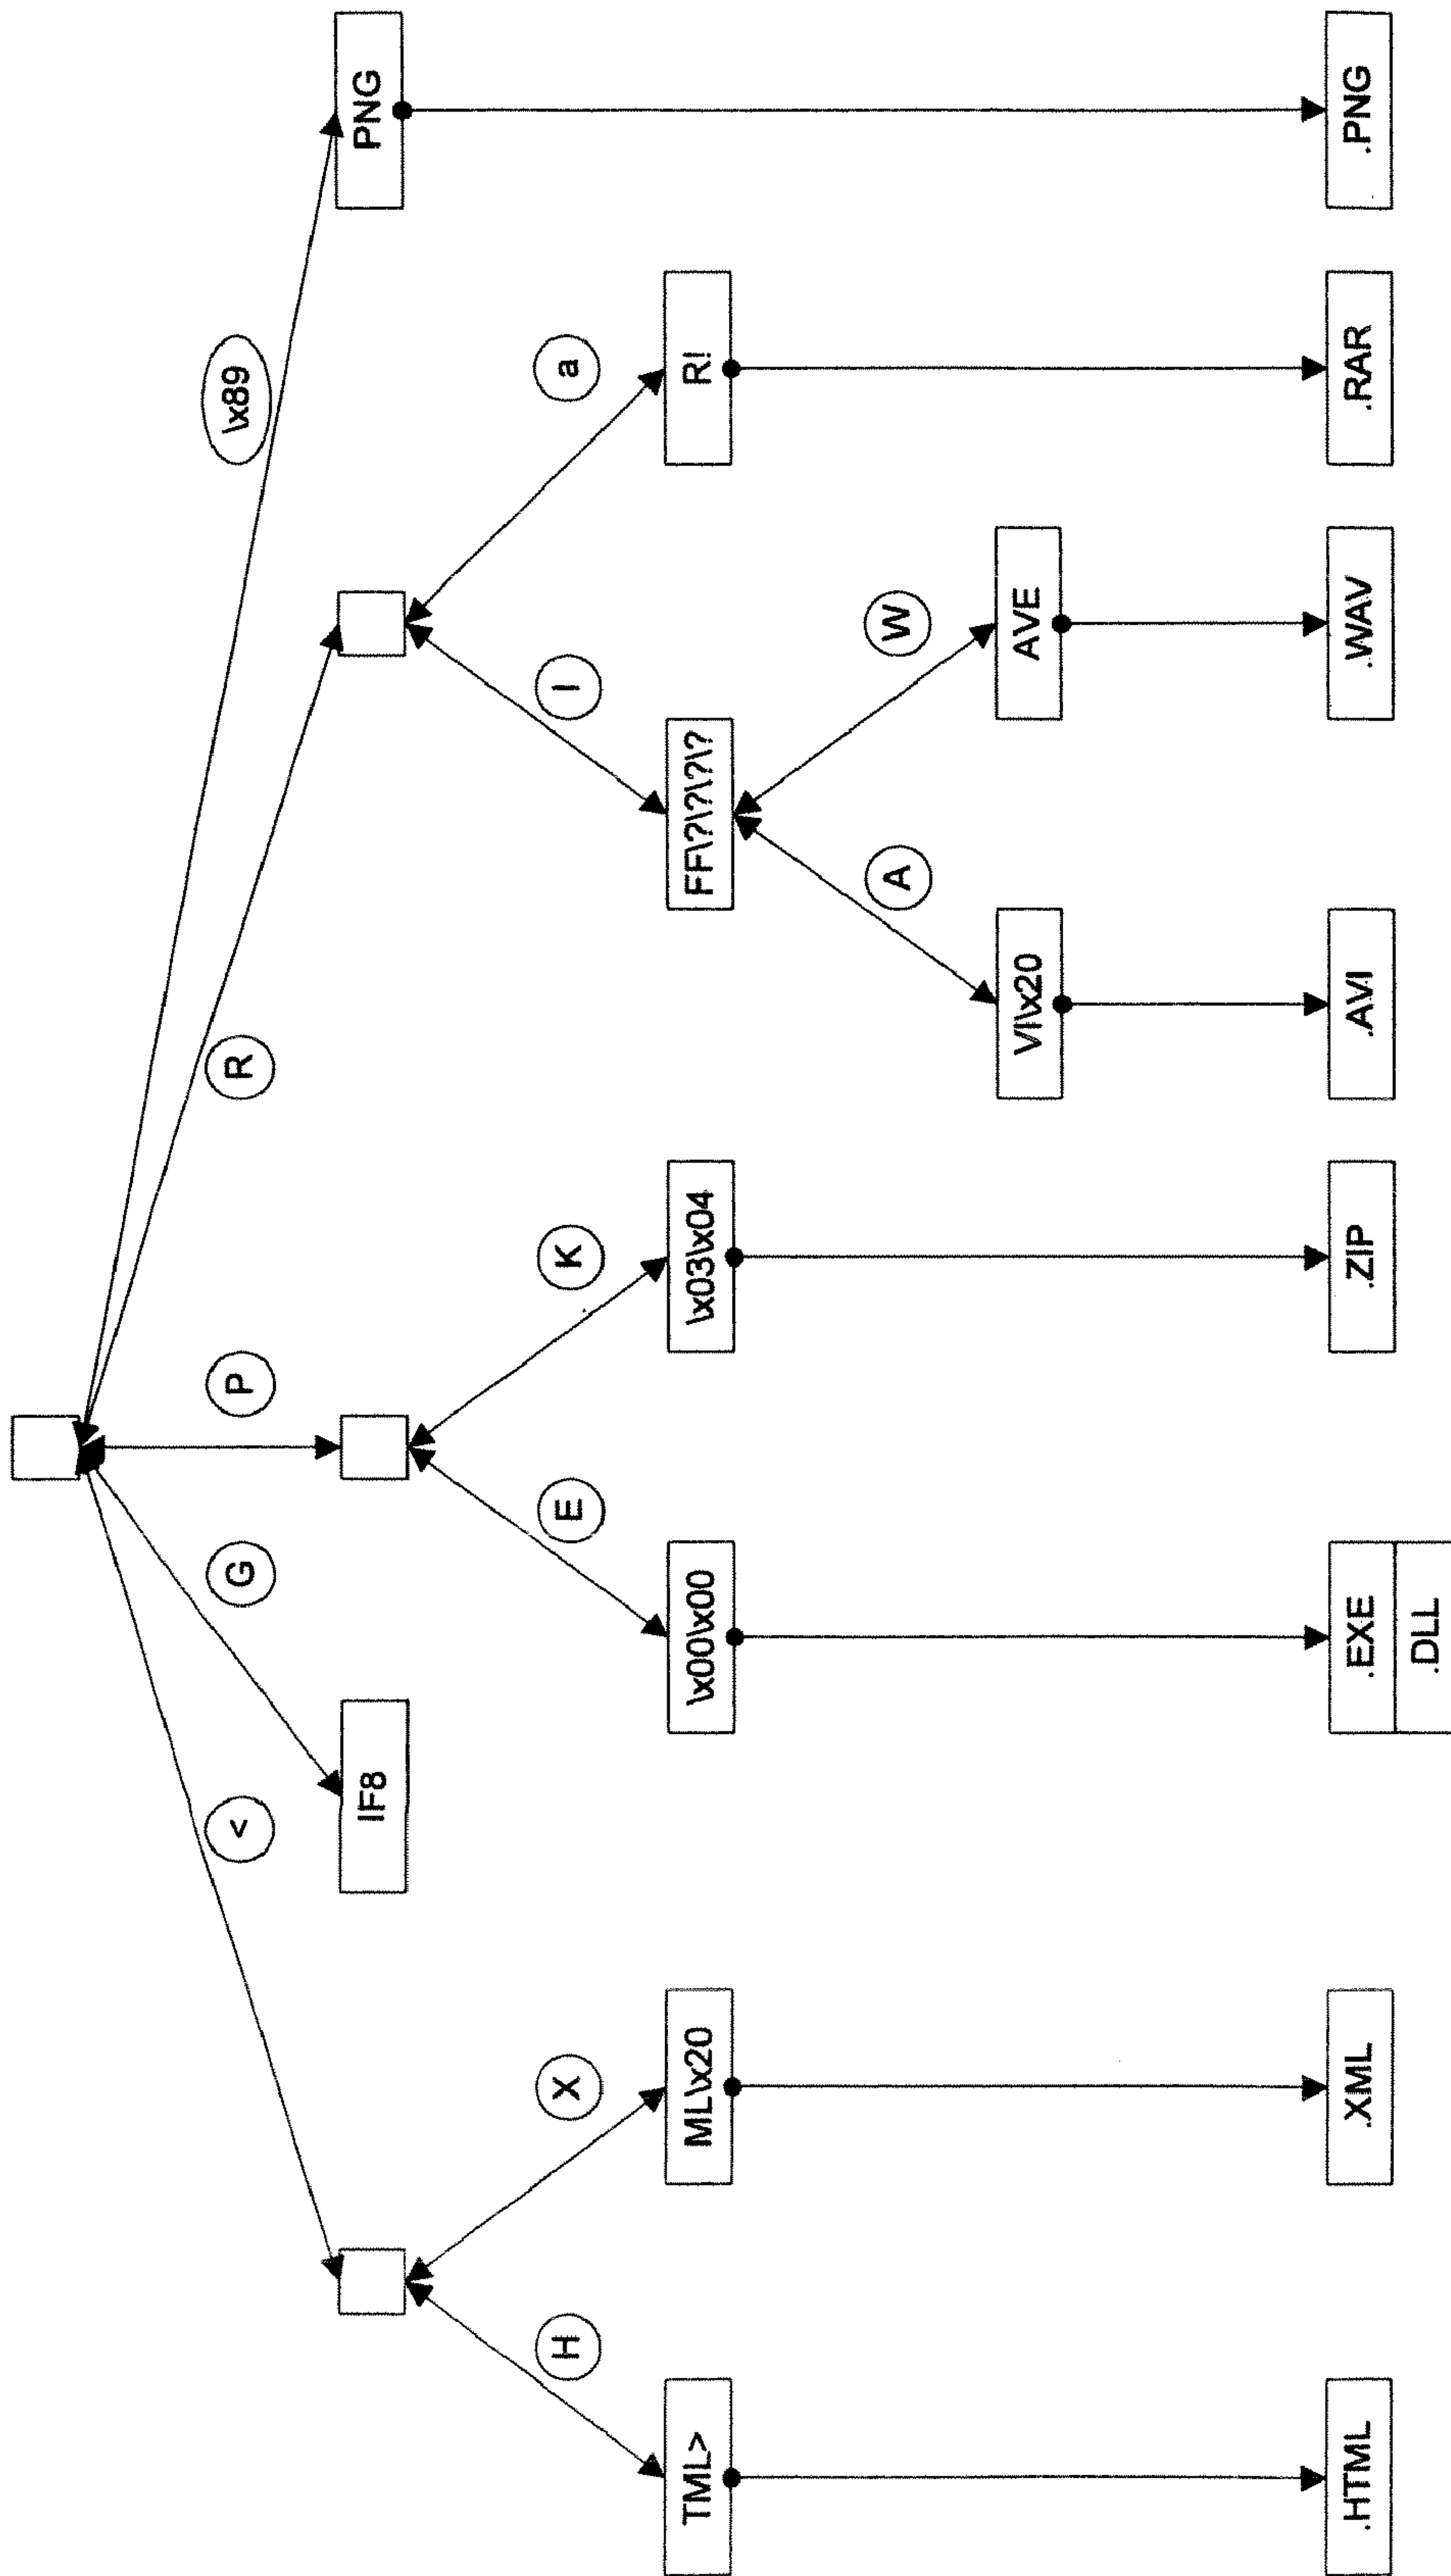 <
G
P
R
\x89
IF8
PNG
H
X
E
K
I
a
TML>
ML\x20
\x00\x00
\x03\x04
FF\?\?\?\?
R!
A
W
VI\x20
AVE
.HTML
.XML
.EXE
.ZIP
.AVI
.WAV
.RAR
.PNG
.DLL